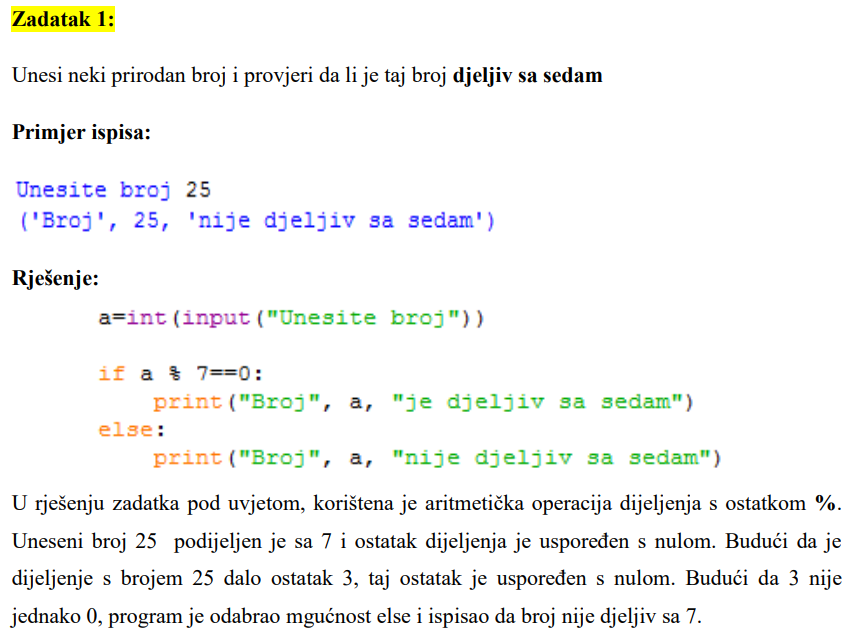 Zadatak 1:
Unesi neki prirodan broj i provjeri da li je taj broj djeljiv sa sedam
Primjer ispisa:
Unesite broj 25
('Broj', 25, 'nije djeljiv sa sedam')
Rješenje:
a=int(input("Unesite broj"))
if a % 7==0:
    print("Broj", a, "je djeljiv sa sedam")
else:
    print("Broj", a, "nije djeljiv sa sedam")
U rješenju zadatka pod uvjetom, korištena je aritmetička operacija dijeljenja s ostatkom %.
Uneseni broj 25 podijeljen je sa 7 i ostatak dijeljenja je uspoređen s nulom. Budući da je
dijeljenje s brojem 25 dalo ostatak 3, taj ostatak je uspoređen s nulom. Budući da 3 nije
jednako 0, program je odabrao mgućnost else i ispisao da broj nije djeljiv sa 7.